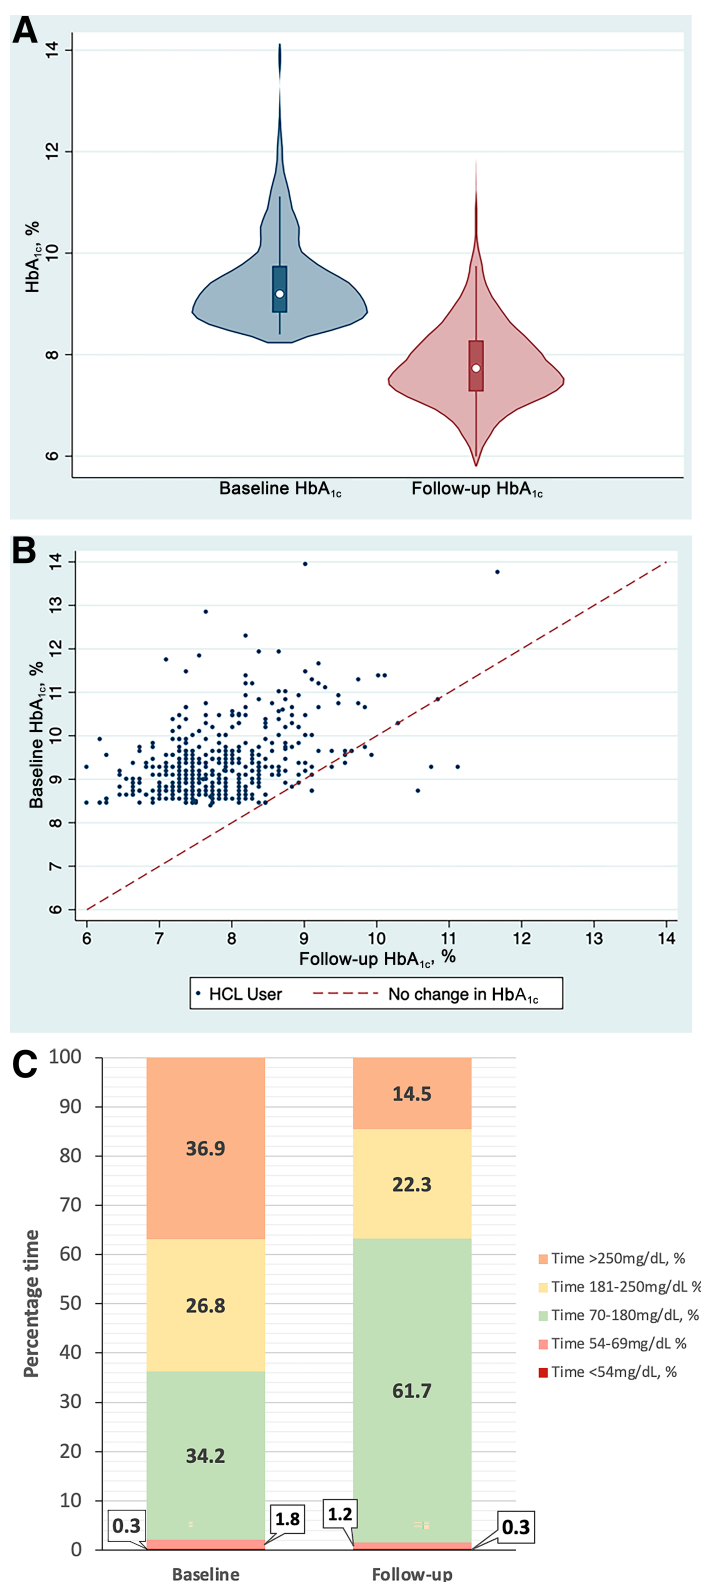 A
14
12
10
8
6
HbA1c, %
Baseline HbA1c
Follow-up HbA1c
B
14
13
12
11
10
9
8
7
6
Baseline HbA1c, %
6 7 8 9 10 11 12 13 14
Follow-up HbA1c, %
HCL User No change in HbA1c
C
100
90
80
70
60
50
40
30
20
10
0
Percentage time
36.9
26.8
34.2
0.3
1.8
14.5
22.3
61.7
1.2
0.3
Baseline
Follow-up
Time >250mg/dL, %
Time 181-250mg/dL %
Time 70-180mg/dL, %
Time 54-69mg/dL %
Time <54mg/dL, %